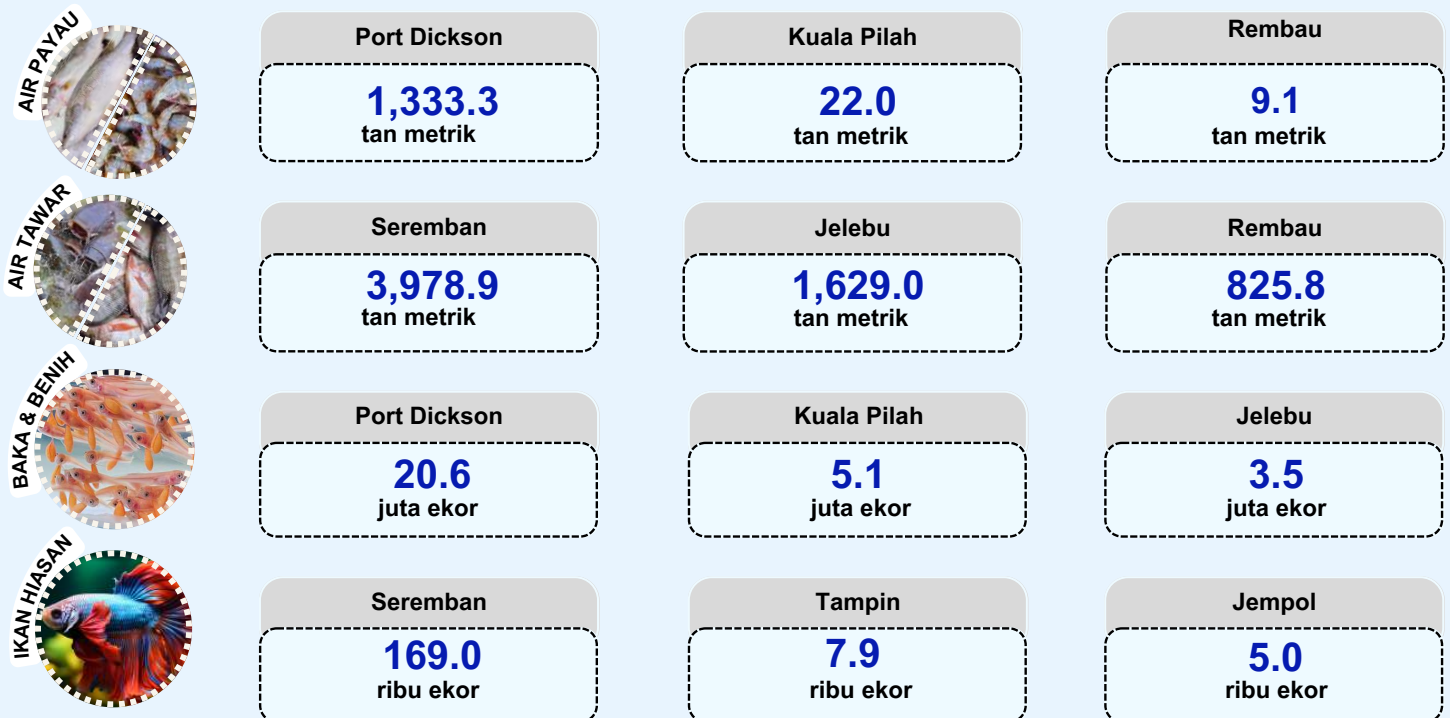 AIR PAYAU
Port Dickson
1,333.3
tan metrik
Kuala Pilah
22.0
tan metrik
Rembau
9.1
tan metrik
AIR TAWAR
Seremban
3,978.9
tan metrik
Jelebu
1,629.0
tan metrik
Rembau
825.8
tan metrik
BAKA & BENIH
Port Dickson
20.6
juta ekor
Kuala Pilah
5.1
juta ekor
Jelebu
3.5
juta ekor
IKAN HIASAN
Seremban
169.0
ribu ekor
Tampin
7.9
ribu ekor
Jempol
5.0
ribu ekor